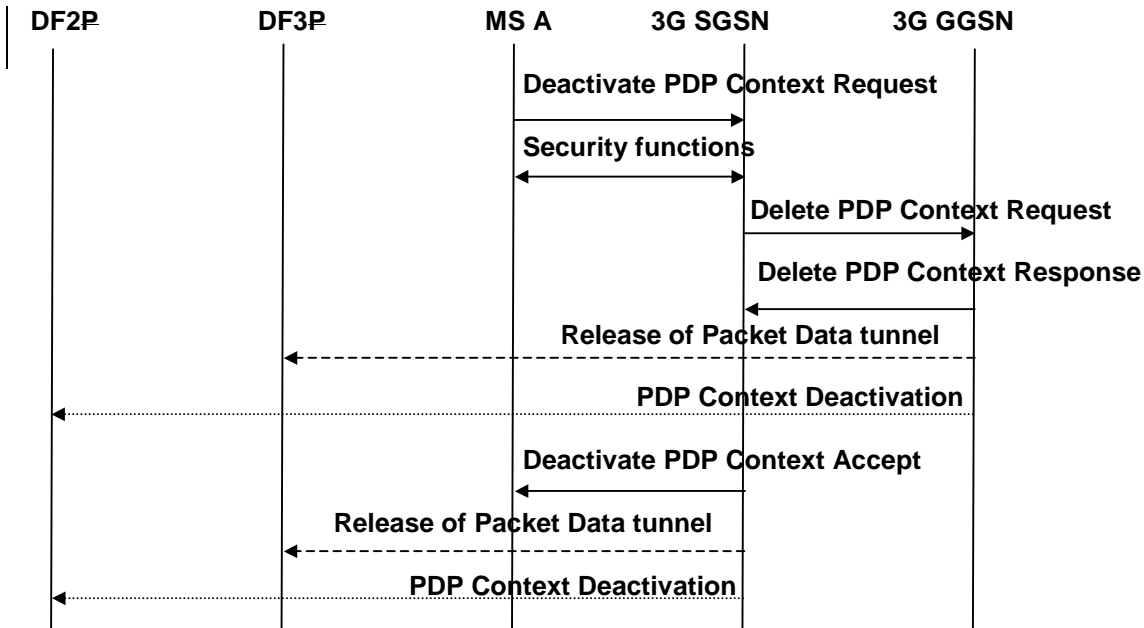 DF2P DF3P MS A 3G SGSN 3G GGSN
Deactivate PDP Context Request
Security functions
Delete PDP Context Request
Delete PDP Context Response
Release of Packet Data tunnel
PDP Context Deactivation
Deactivate PDP Context Accept
Release of Packet Data tunnel
PDP Context Deactivation